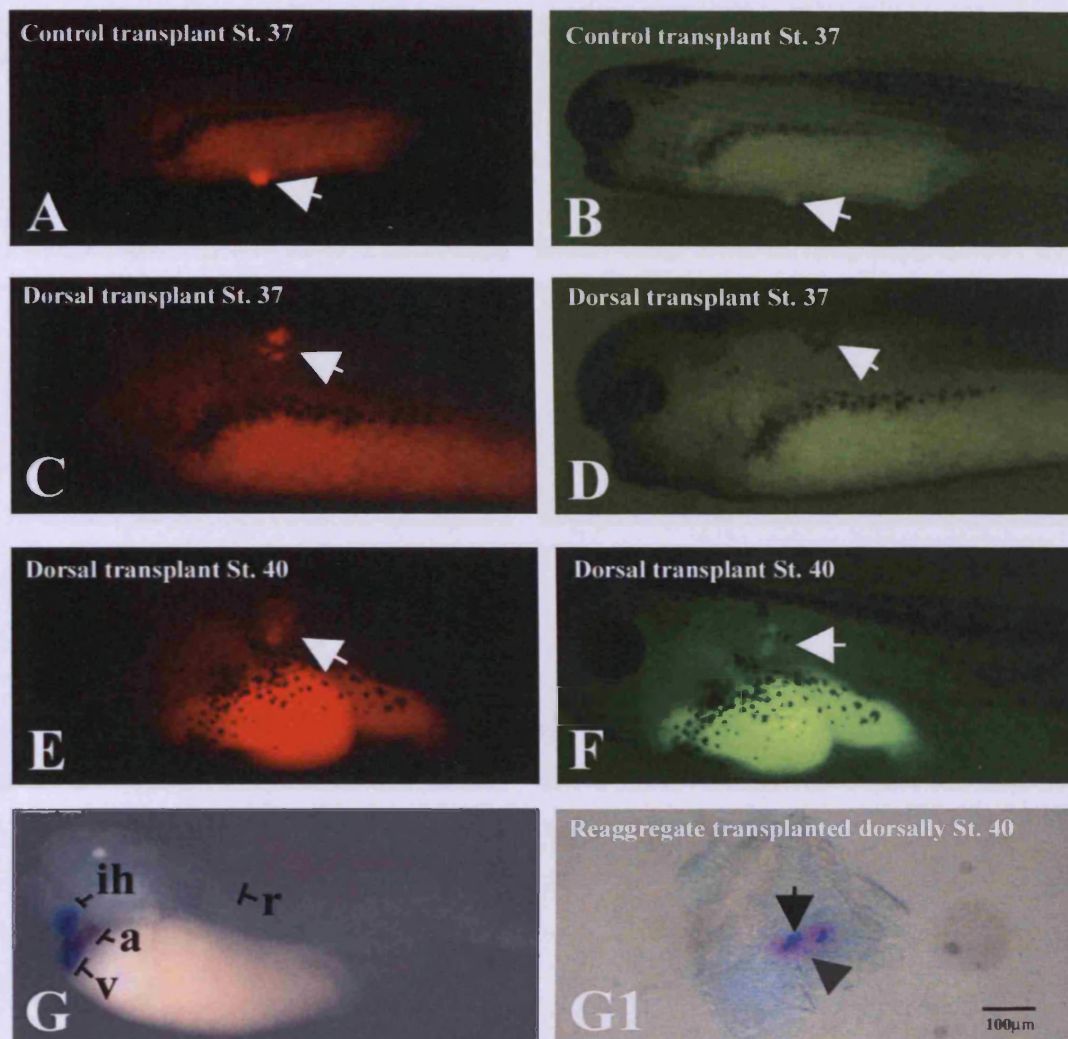 Control transplant St. 37
A
Control transplant St. 37
B
Dorsal transplant St. 37
C
Dorsal transplant St. 37
D
Dorsal transplant St. 40
E
Dorsal transplant St. 40
F
ih
r
a
v
G
Reaggregate transplanted dorsally St. 40
G1
100µm